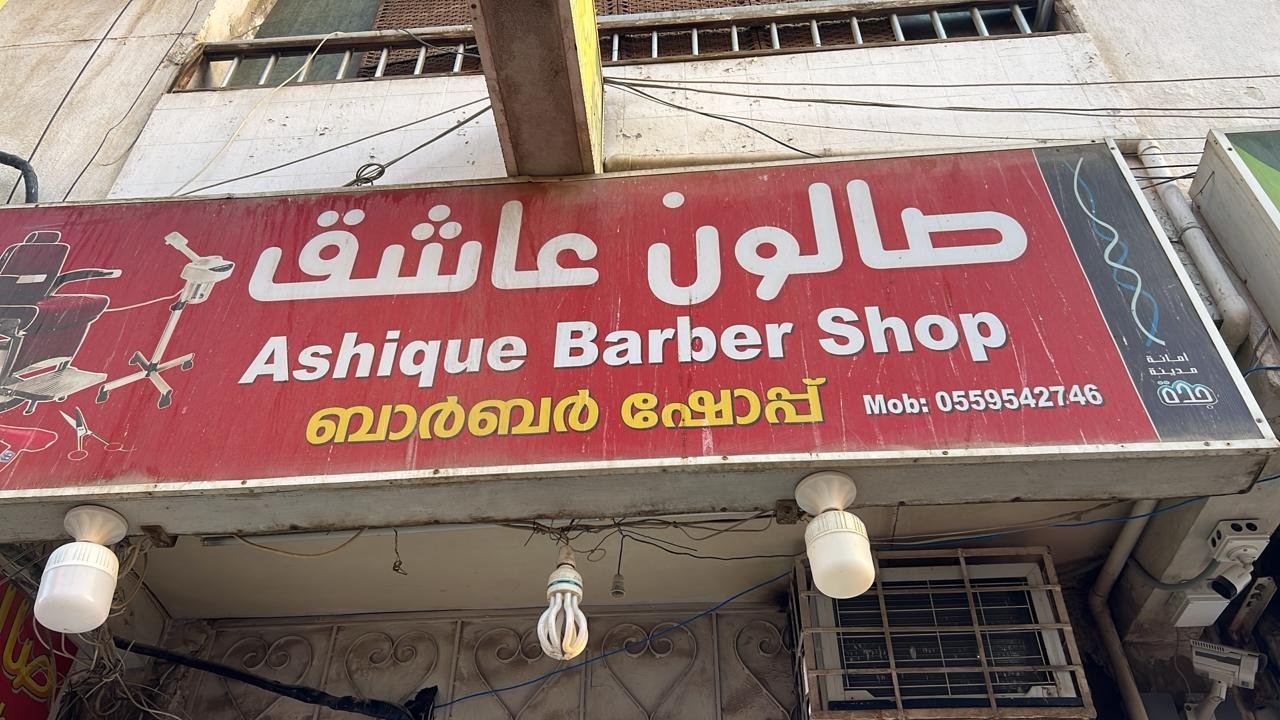 صالون عاشق
Ashique Barber Shop
ബാർബർ ഷോപ്പ്
Mob: 0559542746
امانة
مدينة
جدة